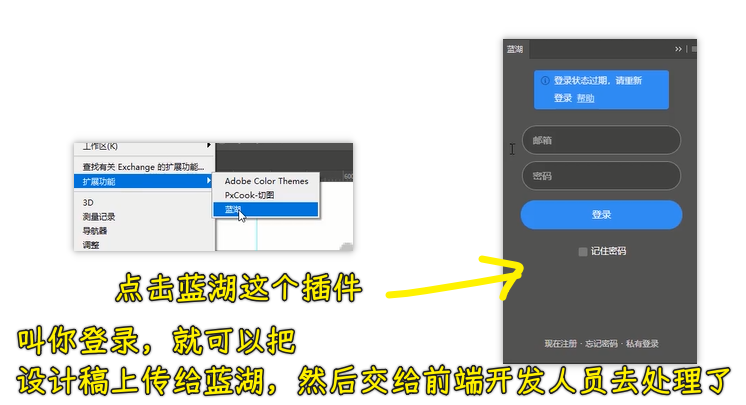 工作区(K)
查找有关 Exchange 的扩展功能...
扩展功能
3D
测量记录
导航器
调整
Adobe Color Themes
PxCook-切图
蓝湖
600
蓝湖
登录状态过期，请重新
登录 帮助
邮箱
密码
登录
记住密码
现在注册 · 忘记密码 · 私有登录
点击蓝湖这个插件
叫你登录，就可以把
设计稿上传给蓝湖，然后交给前端开发人员去处理了